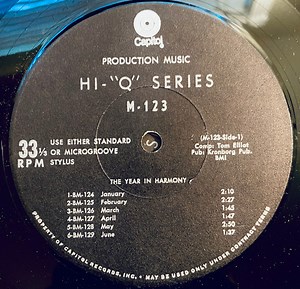 Capitol
PRODUCTION MUSIC
HI-"Q" SERIES
M-123
33 1/3
RPM
USE EITHER STANDARD
OR MICROGROOVE
STYLUS
S
(M-123-Side-1)
Comp: Tom Elliot
Pub: Kronberg Pub.
BMI
THE YEAR IN HARMONY
1-BM-124 January 2:10
2-BM-125 February 2:27
3-BM-126 March 1:45
4-BM-127 April 1:47
5-BM-128 May 2:50
6-BM-129 June 1:37
PROPERTY OF CAPITOL RECORDS, INC. • MAY BE USED ONLY UNDER CONTRACT TERMS